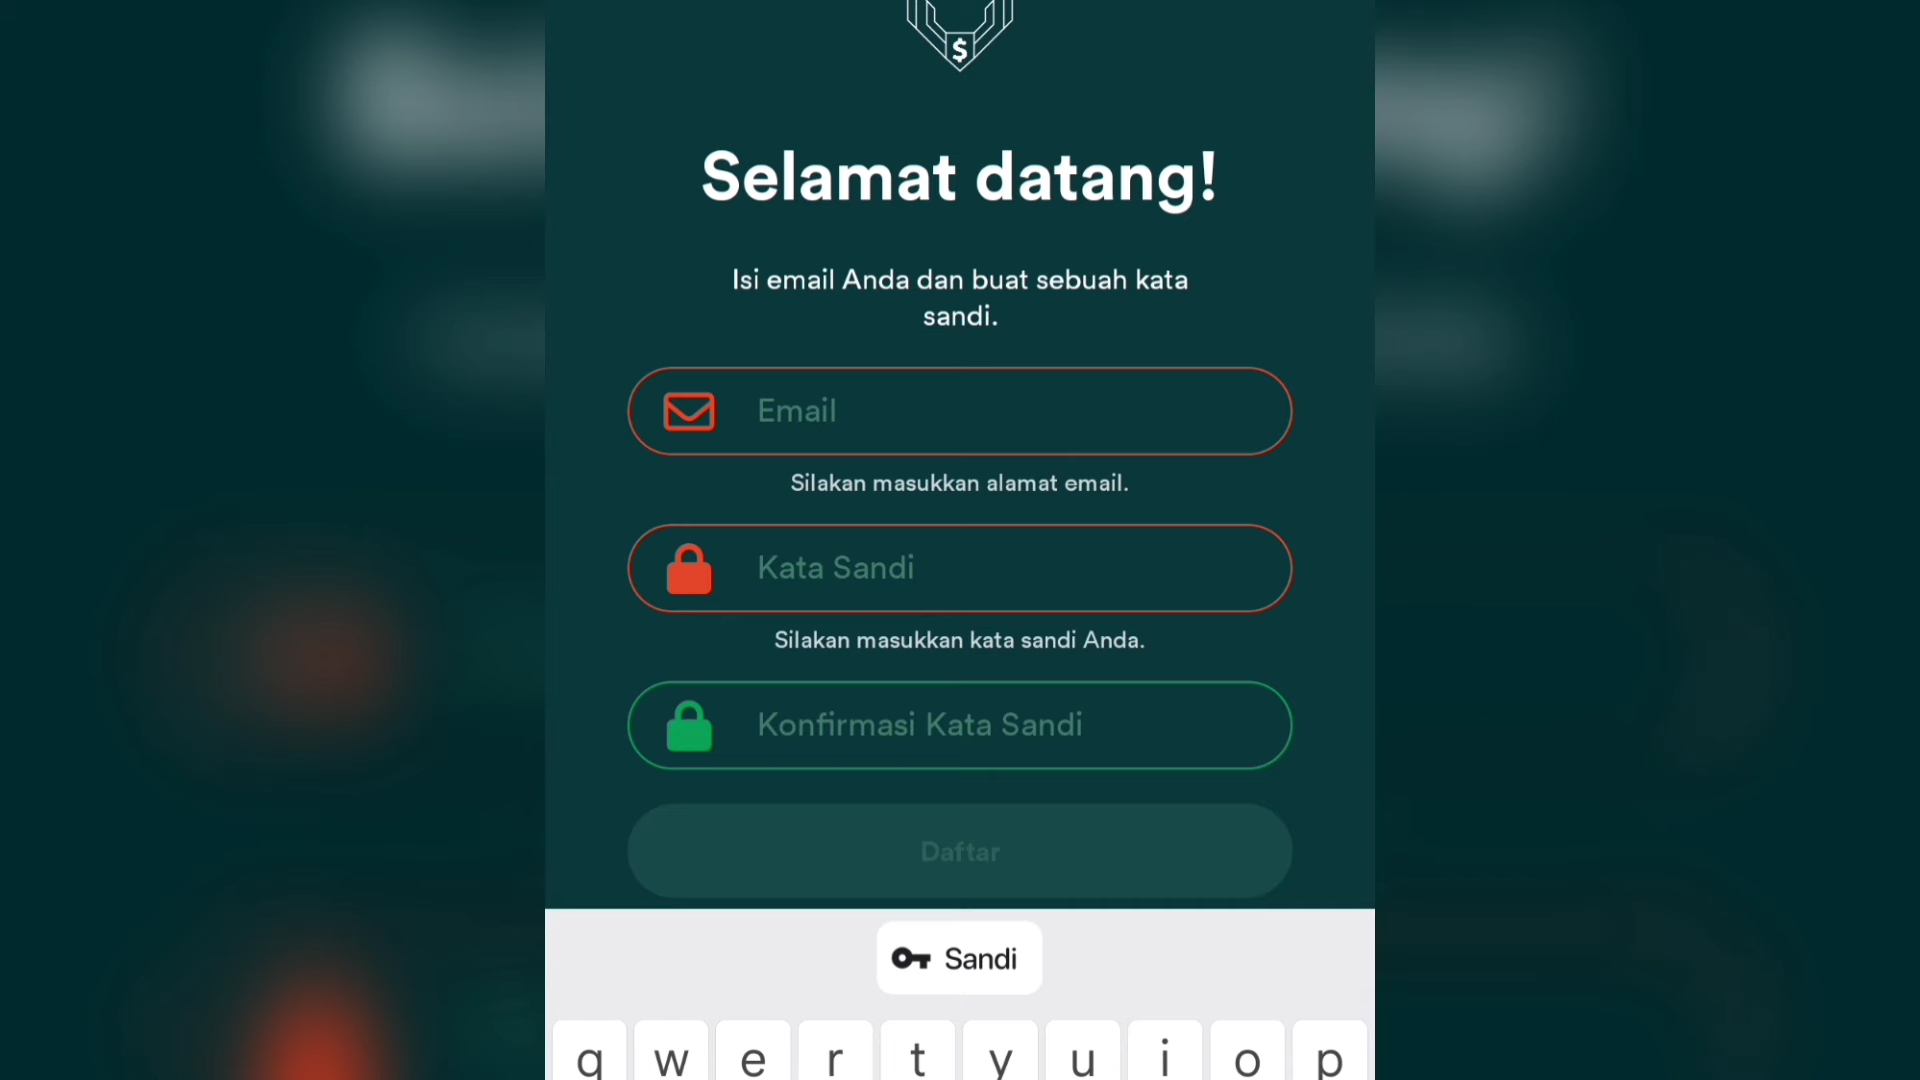 $
Selamat datang!
Isi email Anda dan buat sebuah kata
sandi.
Email
Silakan masukkan alamat email.
Kata Sandi
Silakan masukkan kata sandi Anda.
Konfirmasi Kata Sandi
Daftar
Sandi
q w e r t y u i o p